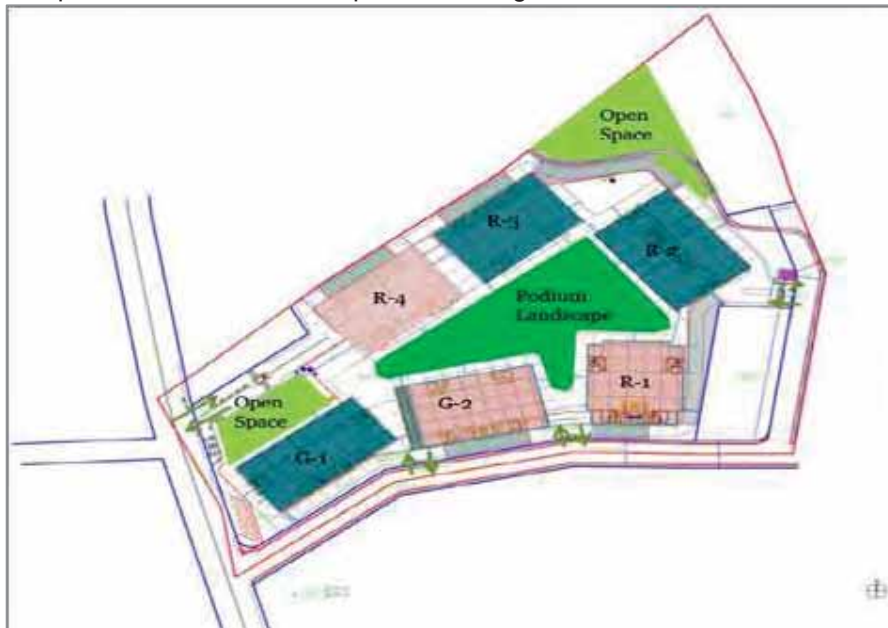 Open
Space
R-3
R-2
R-4
Podium
Landscape
R-1
Open
Space
G-2
G-1